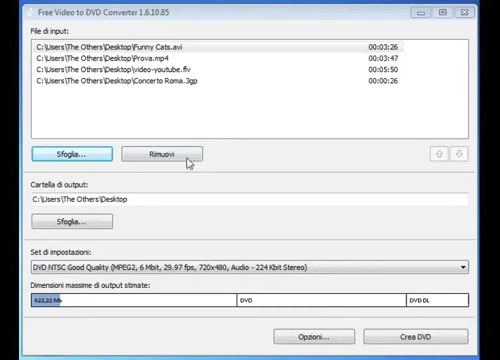 Free Video to DVD Converter 1.6.10.85
File di input:
C:\Users\The Others\Desktop\Funny Cats.avi 00:03:26
C:\Users\The Others\Desktop\Prova.mp4 00:03:47
C:\Users\The Others\Desktop\video-youtube.flv 00:05:50
C:\Users\The Others\Desktop\Concerto Roma.3gp 00:00:26
Sfoglia... Rimuovi
Cartella di output:
C:\Users\The Others\Desktop
Sfoglia...
Set di impostazioni:
DVD NTSC Good Quality (MPEG2, 6 Mbit, 29.97 fps, 720x480, Audio - 224 Kbit Stereo)
Dimensioni massime di output stimate:
622,22 Mb DVD DVD DL
Opzioni... Crea DVD